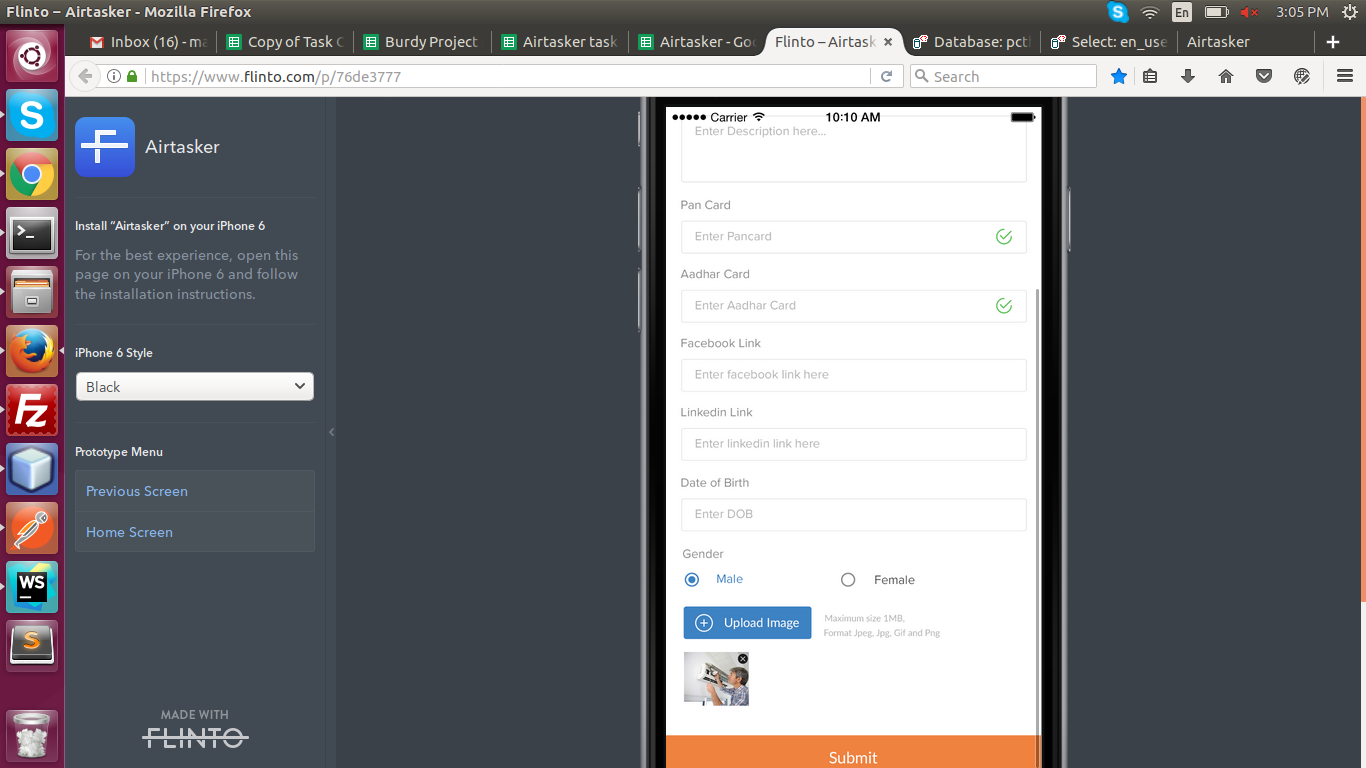 Flinto – Airtasker - Mozilla Firefox
En
3:05 PM
Inbox (16) - ma
Copy of Task C
Burdy Project
Airtasker task
Airtasker - Goo
Flinto – Airtask
Database: pct
Select: en_use
Airtasker
https://www.flinto.com/p/76de3777
Search
Airtasker
Install “Airtasker” on your iPhone 6
For the best experience, open this
page on your iPhone 6 and follow
the installation instructions.
iPhone 6 Style
Black
Prototype Menu
Previous Screen
Home Screen
MADE WITH
FLINTO
Carrier
10:10 AM
Enter Description here...
Pan Card
Enter Pancard
Aadhar Card
Enter Aadhar Card
Facebook Link
Enter facebook link here
Linkedin Link
Enter linkedin link here
Date of Birth
Enter DOB
Gender
Male
Female
Upload Image
Maximum size 1MB,
Format Jpeg, Jpg, Gif and Png
Submit
S
Fz
WS
S